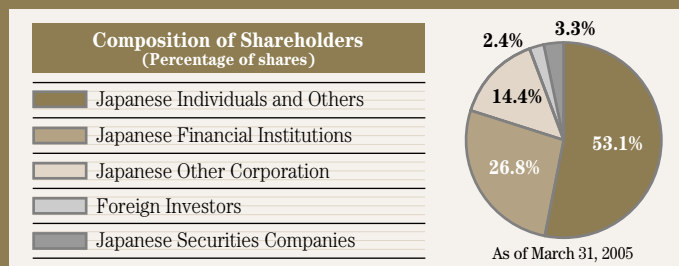 Composition of Shareholders
(Percentage of shares)
Japanese Individuals and Others
Japanese Financial Institutions
Japanese Other Corporation
Foreign Investors
Japanese Securities Companies
3.3%
2.4%
14.4%
53.1%
26.8%
As of March 31, 2005